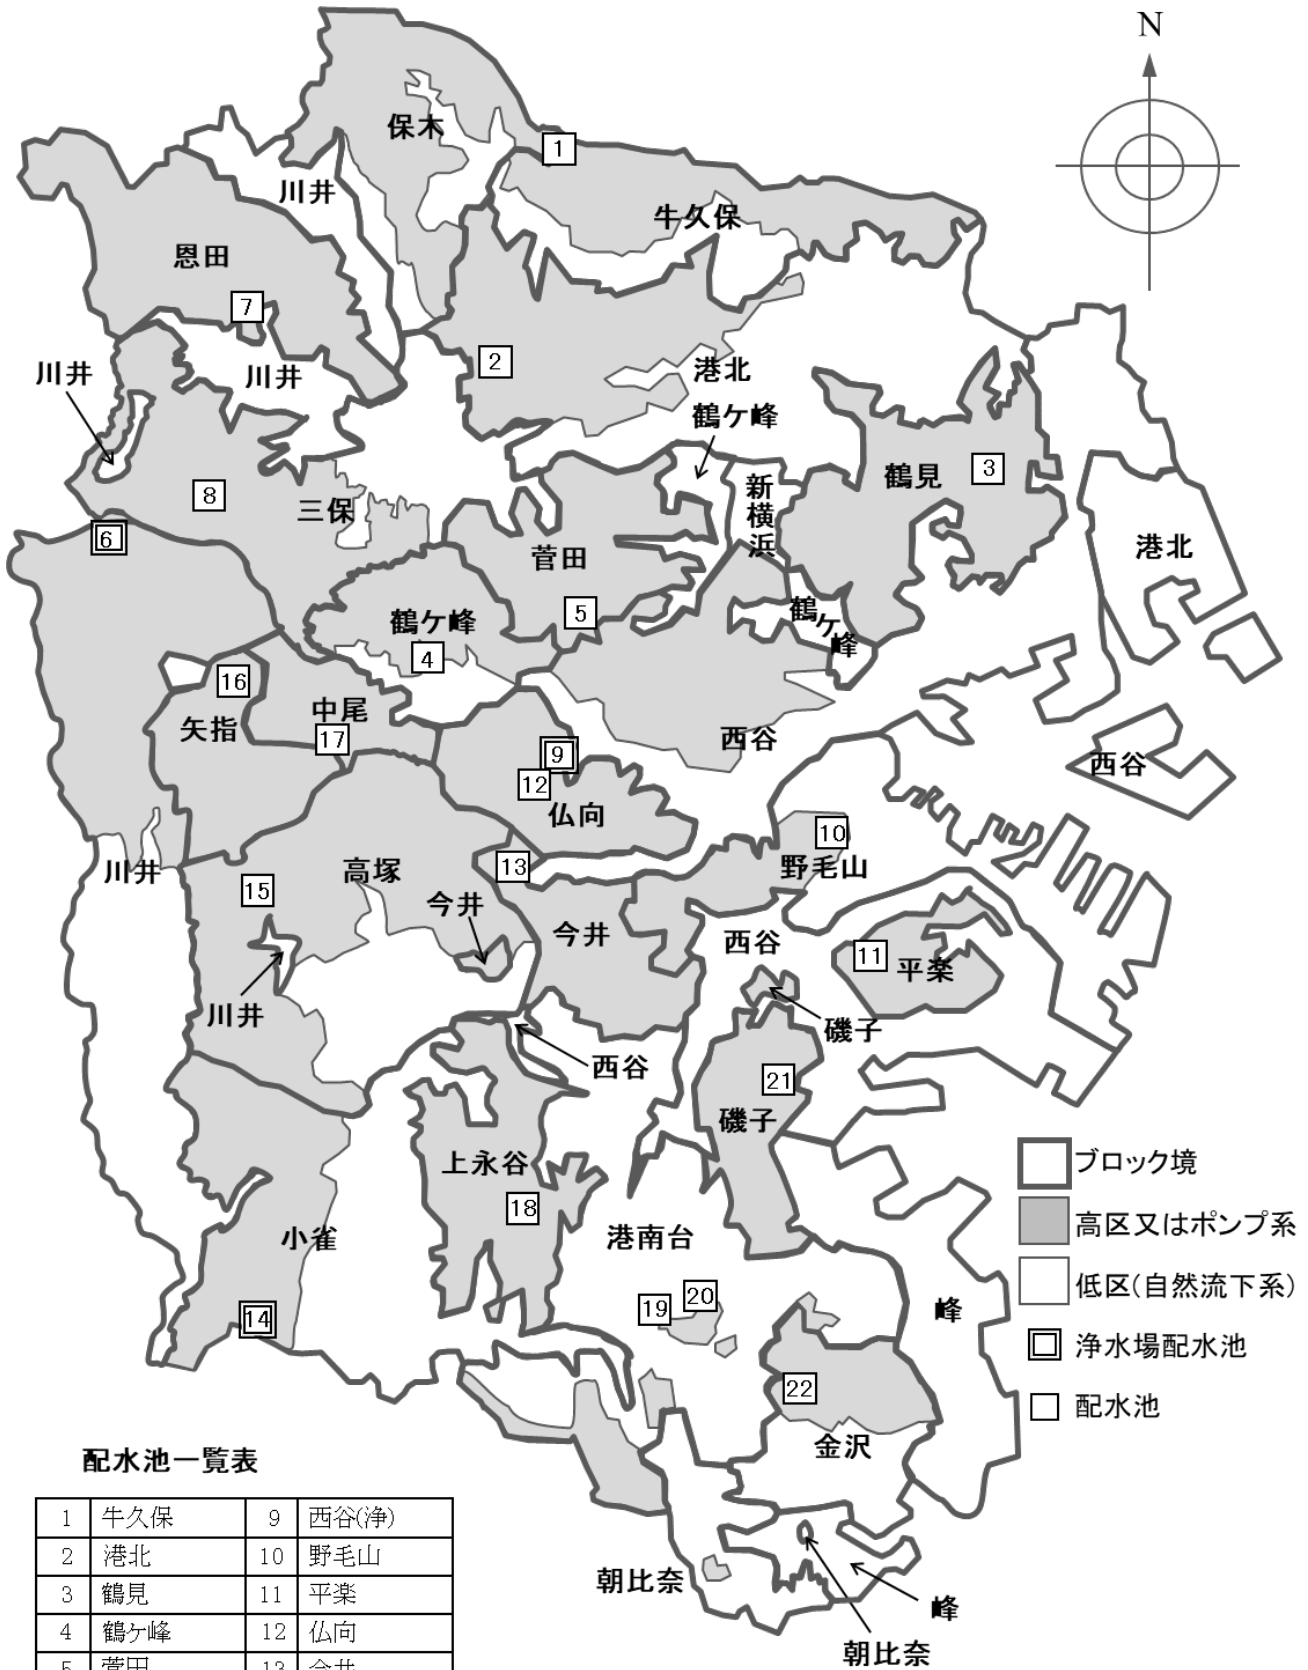 N
保木
1
川井
牛久保
恩田
7
2
川井
川井
港北
鶴ケ峰
鶴見
3
8
三保
新横浜
6
菅田
港北
5
鶴ケ峰
鶴ケ峰
4
16
中尾
矢指
17
西谷
西谷
9
12
仏向
10
野毛山
川井
高塚
13
15
今井
今井
西谷
11
平楽
川井
磯子
西谷
21
磯子
上永谷
18
小雀
港南台
19
20
14
峰
22
金沢
ブロック境
高区又はポンプ系
低区(自然流下系)
浄水場配水池
配水池
朝比奈
峰
朝比奈
配水池一覧表
1 牛久保 9 西谷(浄)
2 港北 10 野毛山
3 鶴見 11 平楽
4 鶴ケ峰 12 仏向
5 菅田 13 今井